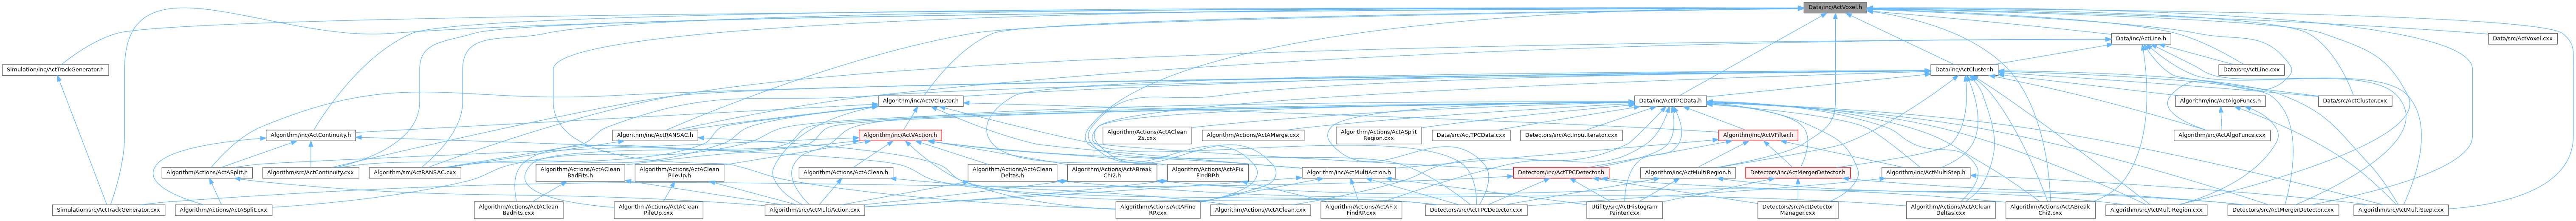 Data/inc/ActVoxel.h
Data/inc/ActLine.h
Data/src/ActVoxel.cxx
Simulation/inc/ActTrackGenerator.h
Data/inc/ActCluster.h
Data/src/ActLine.cxx
Algorithm/inc/ActVCluster.h
Data/inc/ActTPCData.h
Algorithm/inc/ActAlgoFuncs.h
Data/src/ActCluster.cxx
Algorithm/inc/ActContinuity.h
Algorithm/inc/ActRANSAC.h
Algorithm/inc/ActVAction.h
Algorithm/Actions/ActAClean
Zs.cxx
Algorithm/Actions/ActAMerge.cxx
Algorithm/Actions/ActASplit
Region.cxx
Data/src/ActTPCData.cxx
Detectors/src/ActInputIterator.cxx
Algorithm/inc/ActVFilter.h
Algorithm/src/ActAlgoFuncs.cxx
Algorithm/Actions/ActASplit.h
Algorithm/src/ActContinuity.cxx
Algorithm/src/ActRANSAC.cxx
Algorithm/Actions/ActAClean
BadFits.h
Algorithm/Actions/ActAClean
PileUp.h
Algorithm/Actions/ActAClean.h
Algorithm/Actions/ActAClean
Deltas.h
Algorithm/Actions/ActABreak
Chi2.h
Algorithm/Actions/ActAFix
FindRP.h
Algorithm/inc/ActMultiAction.h
Detectors/inc/ActTPCDetector.h
Algorithm/inc/ActMultiRegion.h
Detectors/inc/ActMergerDetector.h
Algorithm/inc/ActMultiStep.h
Simulation/src/ActTrackGenerator.cxx
Algorithm/Actions/ActASplit.cxx
Algorithm/Actions/ActAClean
BadFits.cxx
Algorithm/Actions/ActAClean
PileUp.cxx
Algorithm/src/ActMultiAction.cxx
Algorithm/Actions/ActAFind
RP.cxx
Algorithm/Actions/ActAClean.cxx
Algorithm/Actions/ActAFix
FindRP.cxx
Detectors/src/ActTPCDetector.cxx
Utility/src/ActHistogram
Painter.cxx
Detectors/src/ActDetector
Manager.cxx
Algorithm/Actions/ActAClean
Deltas.cxx
Algorithm/Actions/ActABreak
Chi2.cxx
Algorithm/src/ActMultiRegion.cxx
Detectors/src/ActMergerDetector.cxx
Algorithm/src/ActMultiStep.cxx